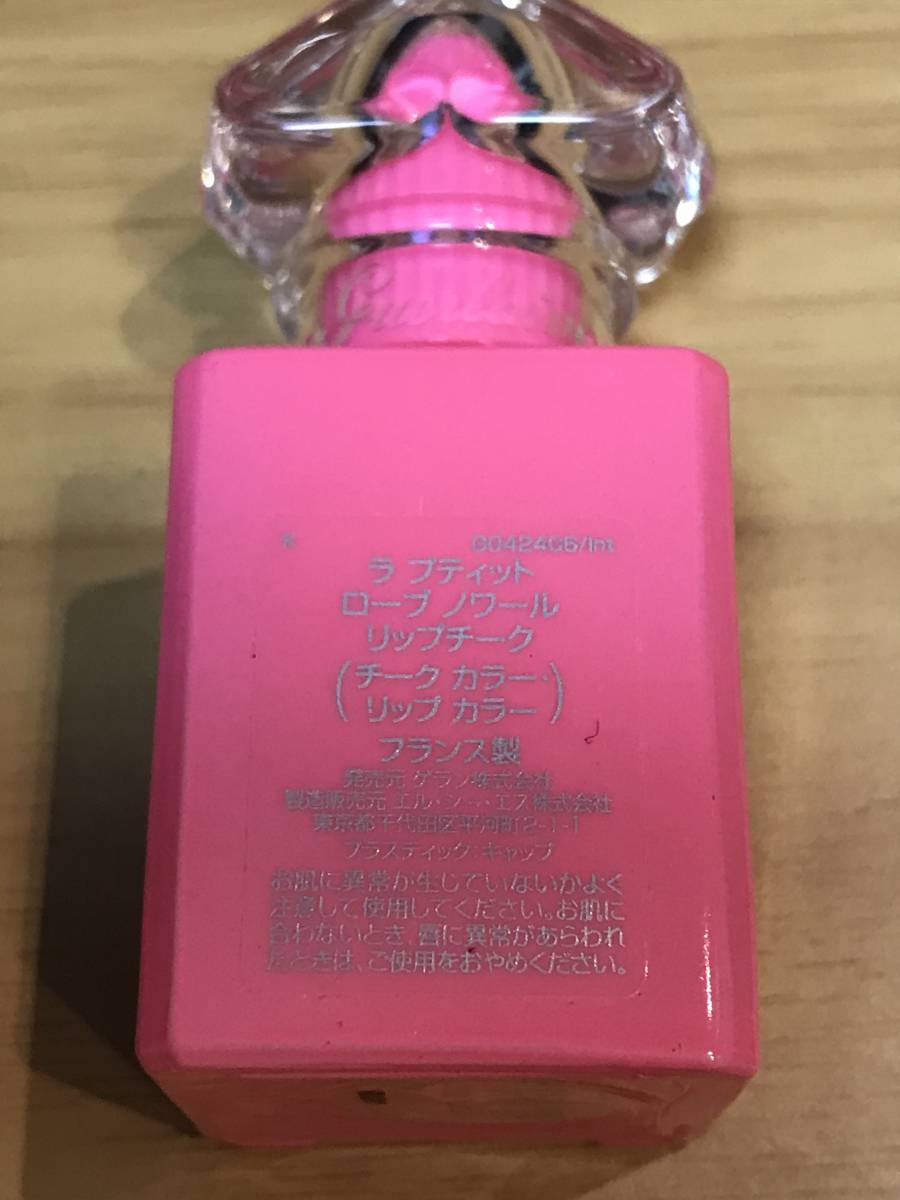 Guerlain
C042405/Int
ラ プティット
ローブ ノワール
リップチーク
(チーク カラー・
リップ カラー)
フランス製
発売元 ゲラン株式会社
製造販売元 エル・シー・エス株式会社
東京都千代田区平河町2-1-1
プラスティック:キャップ
お肌に異常が生じていないかよく
注意して使用してください。お肌に
合わないとき、唇に異常があらわれ
たときは、ご使用をおやめください。